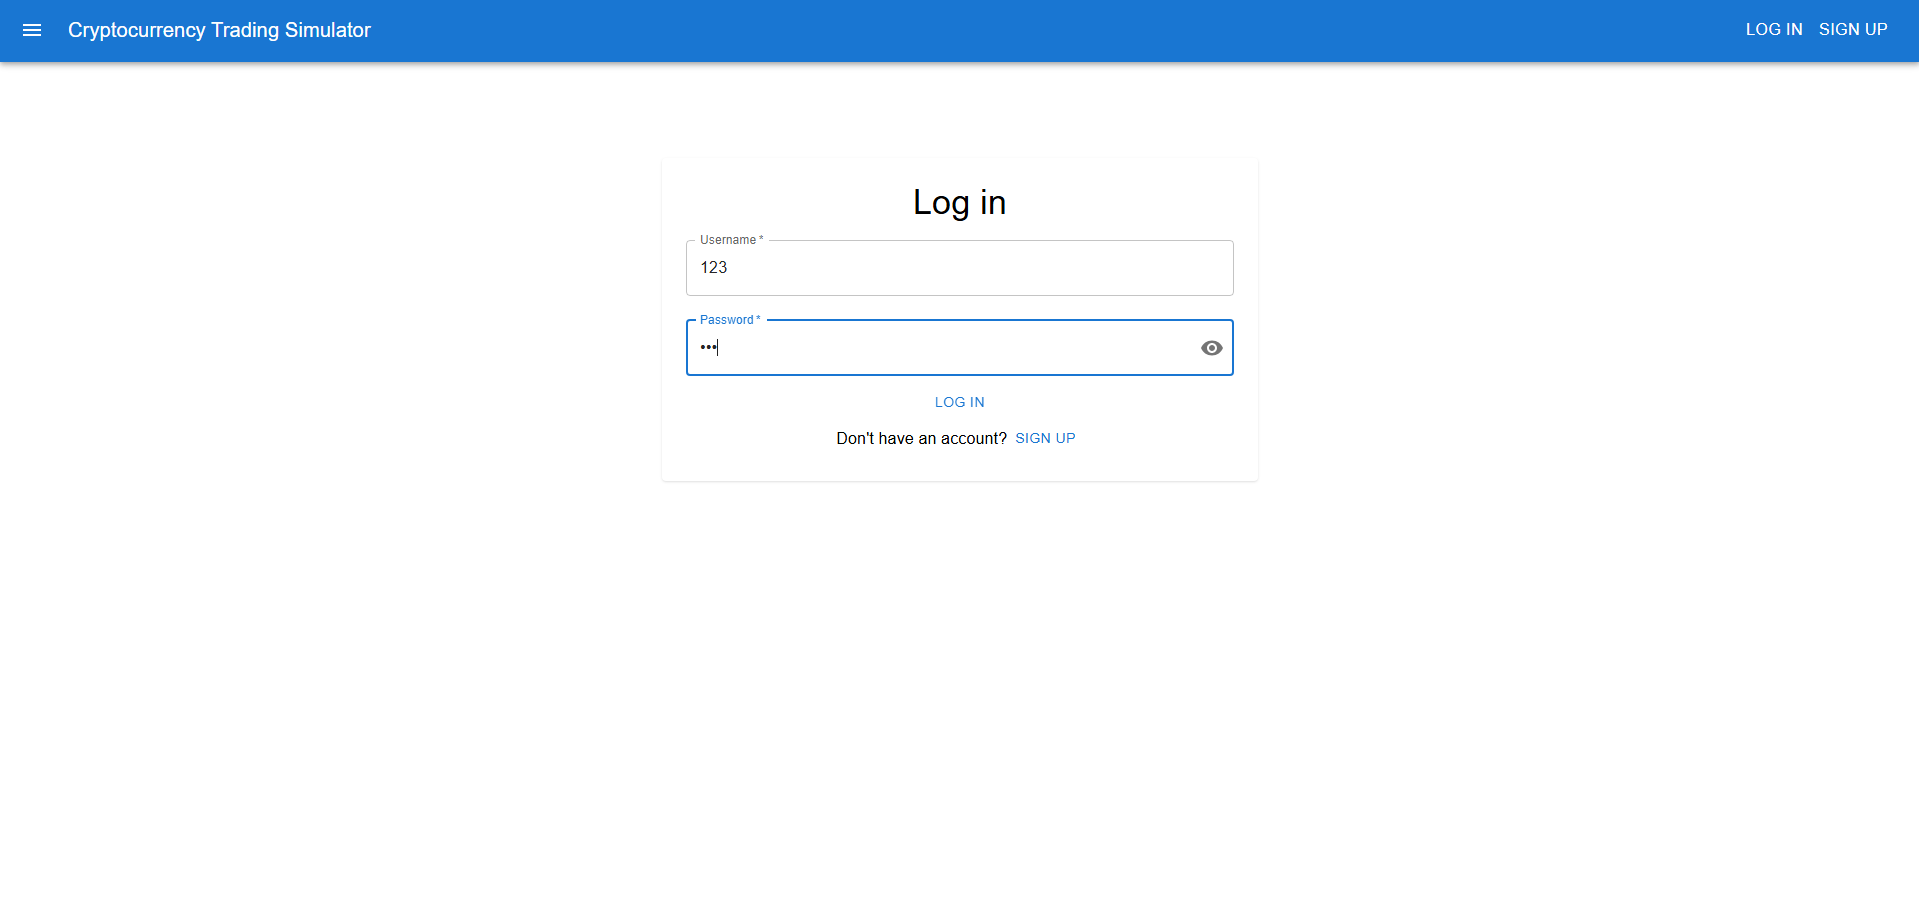 Cryptocurrency Trading Simulator
LOG IN SIGN UP
Log in
Username *
123
Password *
•••
LOG IN
Don't have an account? SIGN UP